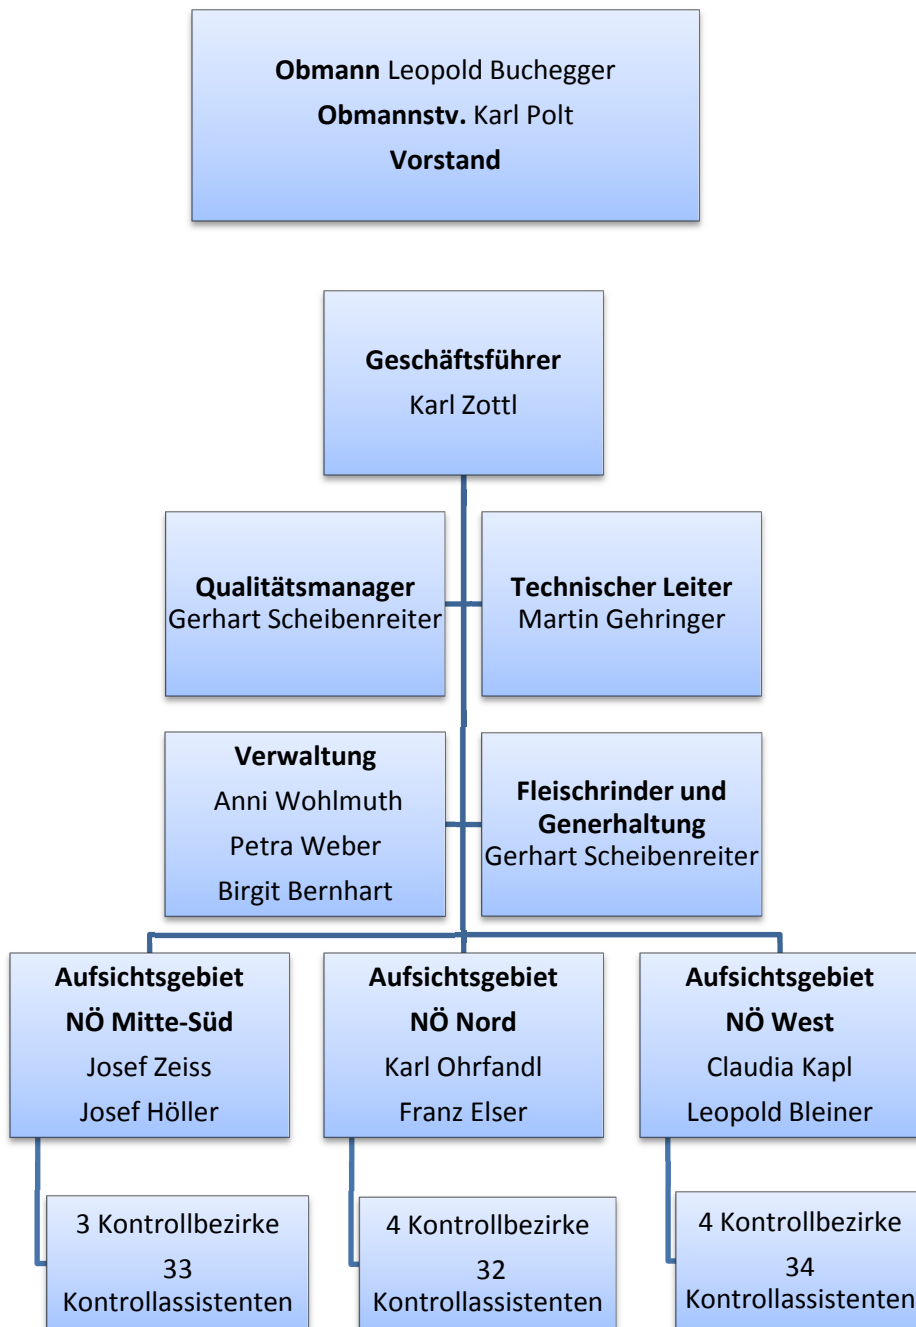 Obmann Leopold Buchegger
Obmannstv. Karl Polt
Vorstand
Geschäftsführer
Karl Zottl
Qualitätsmanager
Gerhart Scheibenreiter
Technischer Leiter
Martin Gehringer
Verwaltung
Anni Wohlmuth
Petra Weber
Birgit Bernhart
Fleischrinder und
Generhaltung
Gerhart Scheibenreiter
Aufsichtsgebiet
NÖ Mitte-Süd
Josef Zeiss
Josef Höller
Aufsichtsgebiet
NÖ Nord
Karl Ohrfandl
Franz Elser
Aufsichtsgebiet
NÖ West
Claudia Kapl
Leopold Bleiner
3 Kontrollbezirke
33
Kontrollassistenten
4 Kontrollbezirke
32
Kontrollassistenten
4 Kontrollbezirke
34
Kontrollassistenten